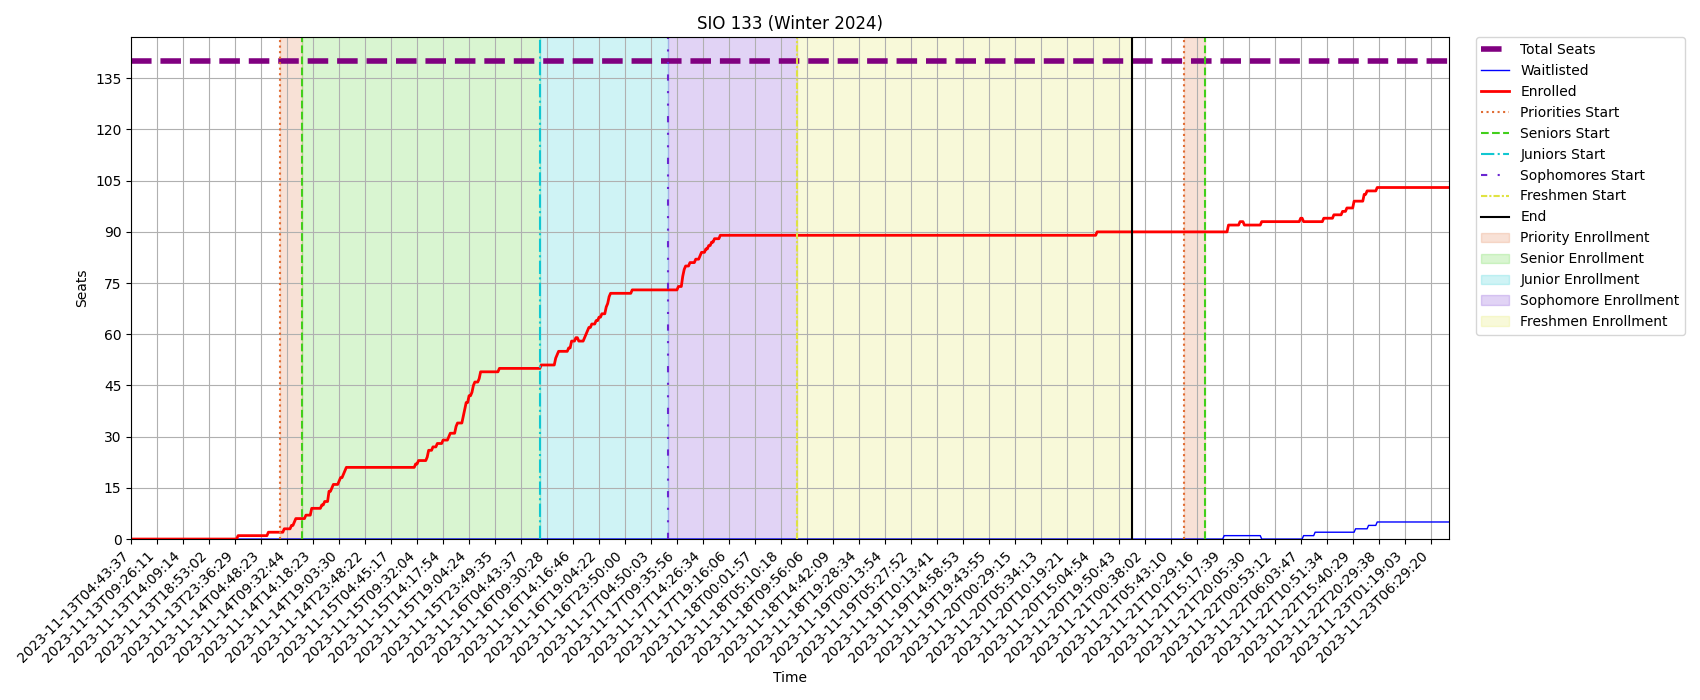 SIO 133 (Winter 2024)
Seats
135
120
105
90
75
60
45
30
15
0
2023-11-13T04:43:37
2023-11-13T09:26:11
2023-11-13T14:09:14
2023-11-13T18:53:02
2023-11-13T23:36:29
2023-11-14T04:48:23
2023-11-14T09:32:44
2023-11-14T14:18:23
2023-11-14T19:03:30
2023-11-14T23:48:22
2023-11-15T04:45:17
2023-11-15T09:32:04
2023-11-15T14:17:54
2023-11-15T19:04:24
2023-11-15T23:49:35
2023-11-16T04:43:37
2023-11-16T09:30:28
2023-11-16T14:16:46
2023-11-16T19:04:22
2023-11-16T23:50:00
2023-11-17T04:50:03
2023-11-17T09:35:56
2023-11-17T14:26:34
2023-11-17T19:16:06
2023-11-18T00:01:57
2023-11-18T05:10:18
2023-11-18T09:56:06
2023-11-18T14:42:09
2023-11-18T19:28:34
2023-11-19T00:13:54
2023-11-19T05:27:52
2023-11-19T10:13:41
2023-11-19T14:58:53
2023-11-19T19:43:55
2023-11-20T00:29:15
2023-11-20T05:34:13
2023-11-20T10:19:21
2023-11-20T15:04:54
2023-11-20T19:50:43
2023-11-21T00:38:02
2023-11-21T05:43:10
2023-11-21T10:29:16
2023-11-21T15:17:39
2023-11-21T20:05:30
2023-11-22T00:53:12
2023-11-22T06:03:47
2023-11-22T10:51:34
2023-11-22T15:40:29
2023-11-22T20:29:38
2023-11-23T01:19:03
2023-11-23T06:29:20
Time
Total Seats
Waitlisted
Enrolled
Priorities Start
Seniors Start
Juniors Start
Sophomores Start
Freshmen Start
End
Priority Enrollment
Senior Enrollment
Junior Enrollment
Sophomore Enrollment
Freshmen Enrollment